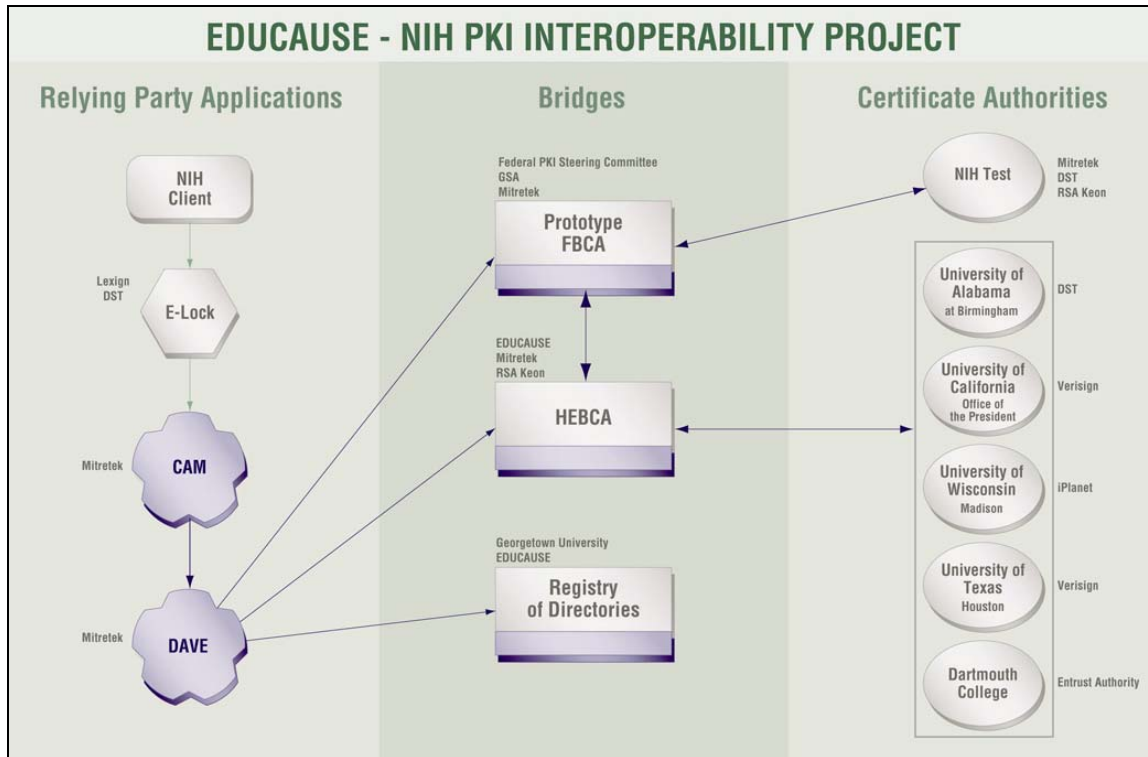 EDUCAUSE - NIH PKI INTEROPERABILITY PROJECT
Relying Party Applications
NIH
Client
Lexign
DST
E-Lock
Mitretek
CAM
Mitretek
DAVE
Bridges
Federal PKI Steering Committee
GSA
Mitretek
Prototype
FBCA
EDUCAUSE
Mitretek
RSA Keon
HEBCA
Georgetown University
EDUCAUSE
Registry
of Directories
Certificate Authorities
NIH Test
Mitretek
DST
RSA Keon
University of
Alabama
at Birmingham
DST
University of
California
Office of
the President
Verisign
University of
Wisconsin
Madison
iPlanet
University of
Texas
Houston
Verisign
Dartmouth
College
Entrust Authority